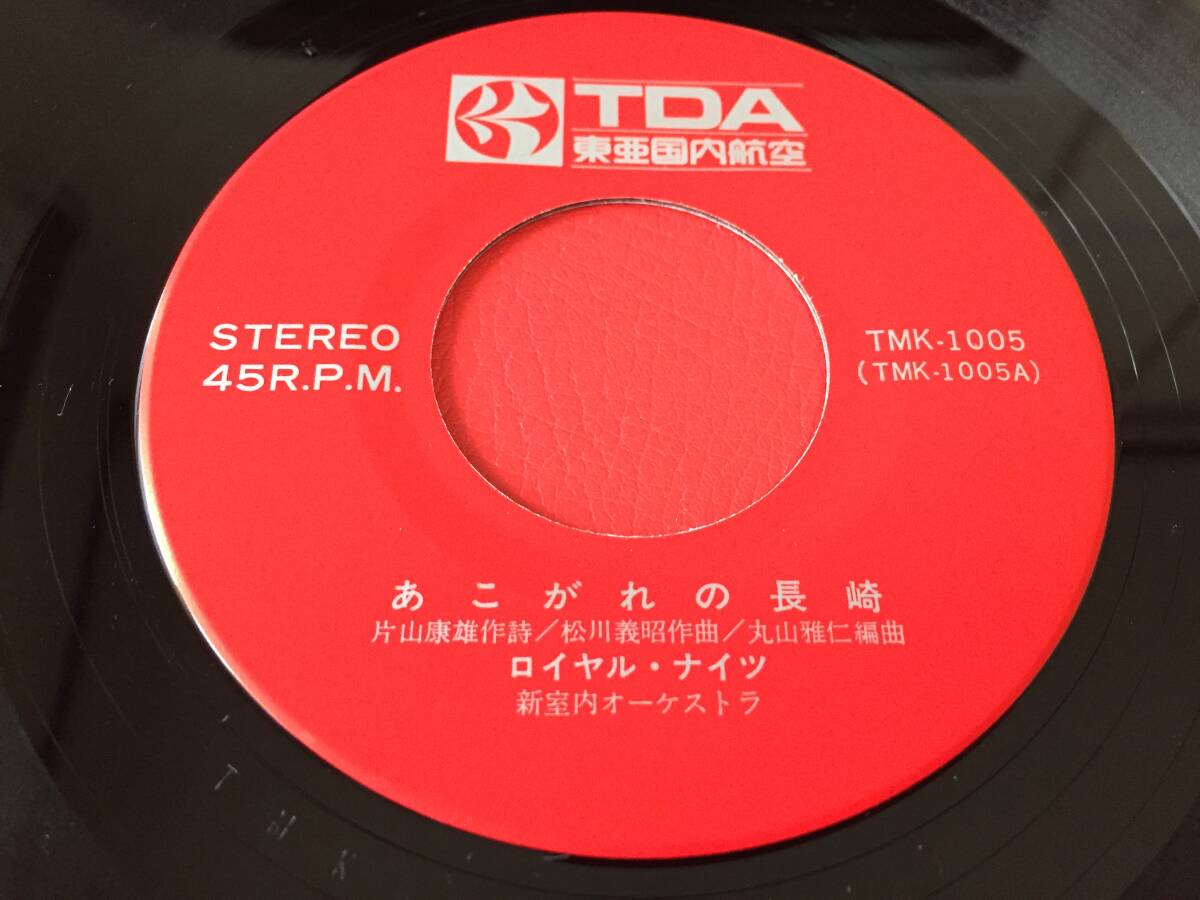 TDA
東亜国内航空
STEREO
45R.P.M.
TMK-1005
(TMK-1005A)
あこがれの長崎
片山康雄作詩/松川義昭作曲/丸山雅仁編曲
ロイヤル・ナイツ
新室内オーケストラ
TMK